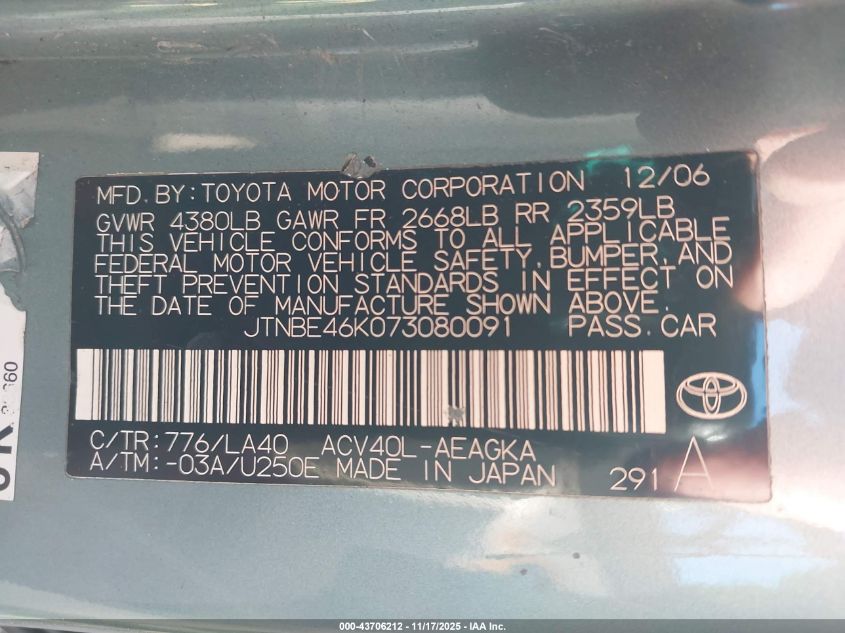 MFD.BY:TOYOTA MOTOR CORPORATION 12/06
GVWR 4380LB GAWR FR 2668LB RR 2359LB
THIS VEHICLE CONFORMS TO ALL APPLICABLE
FEDERAL MOTOR VEHICLE SAFETY,BUMPER,AND
THEFT PREVENTION STANDARDS IN EFFECT ON
THE DATE OF MANUFACTURE SHOWN ABOVE.
JTNBE46K073080091 PASS.CAR
C/TR:776/LA40 ACV40L-AEAGKA
A/TM:-03A/U250E MADE IN JAPAN 291 A
000-43706212 - 11/17/2025 - IAA Inc.